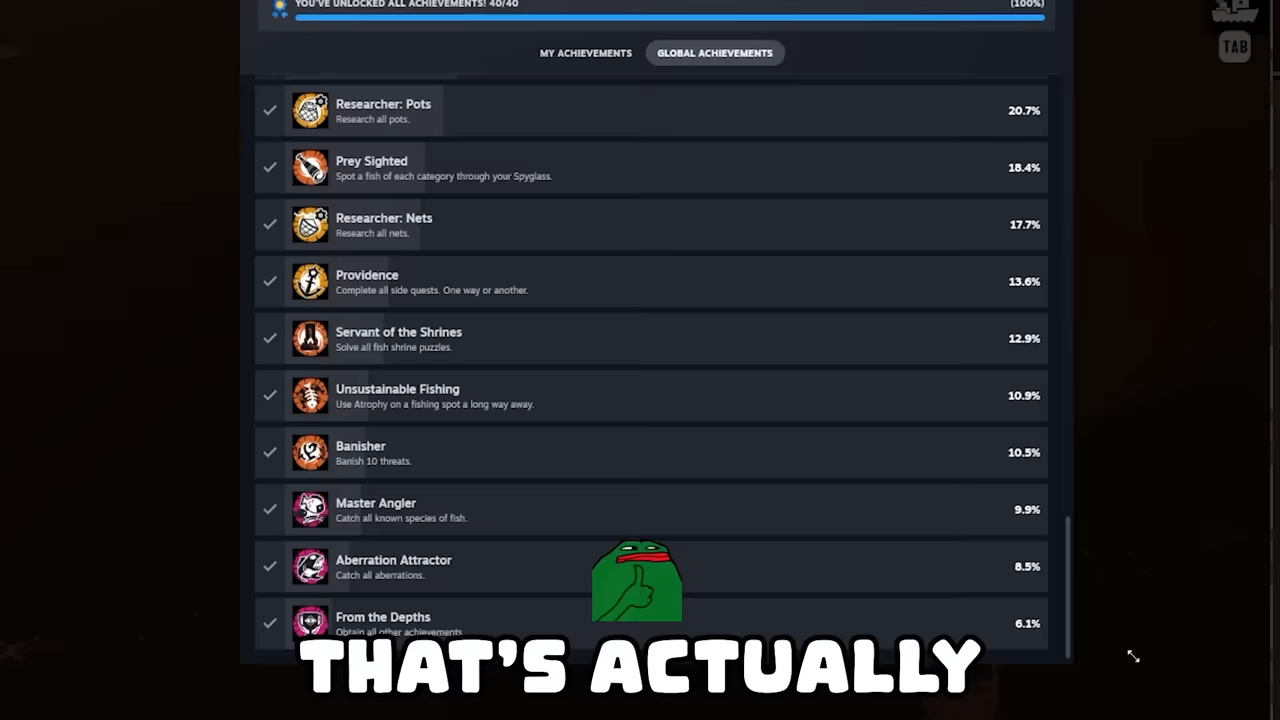 YOU'VE UNLOCKED ALL ACHIEVEMENTS! 40/40 (100%)
TAB
MY ACHIEVEMENTS GLOBAL ACHIEVEMENTS
Researcher: Pots
Research all pots.
20.7%
Prey Sighted
Spot a fish of each category through your Spyglass.
18.4%
Researcher: Nets
Research all nets.
17.7%
Providence
Complete all side quests. One way or another.
13.6%
Servant of the Shrines
Solve all fish shrine puzzles.
12.9%
Unsustainable Fishing
Use Atrophy on a fishing spot a long way away.
10.9%
Banisher
Banish 10 threats.
10.5%
Master Angler
Catch all known species of fish.
9.9%
Aberration Attractor
Catch all aberrations.
8.5%
From the Depths
Obtain all other achievements
6.1%
THAT'S ACTUALLY